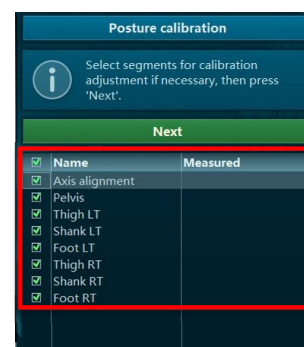 Posture calibration
Select segments for calibration
adjustment if necessary, then press
'Next'.
Next
Name Measured
Axis alignment
Pelvis
Thigh LT
Shank LT
Foot LT
Thigh RT
Shank RT
Foot RT